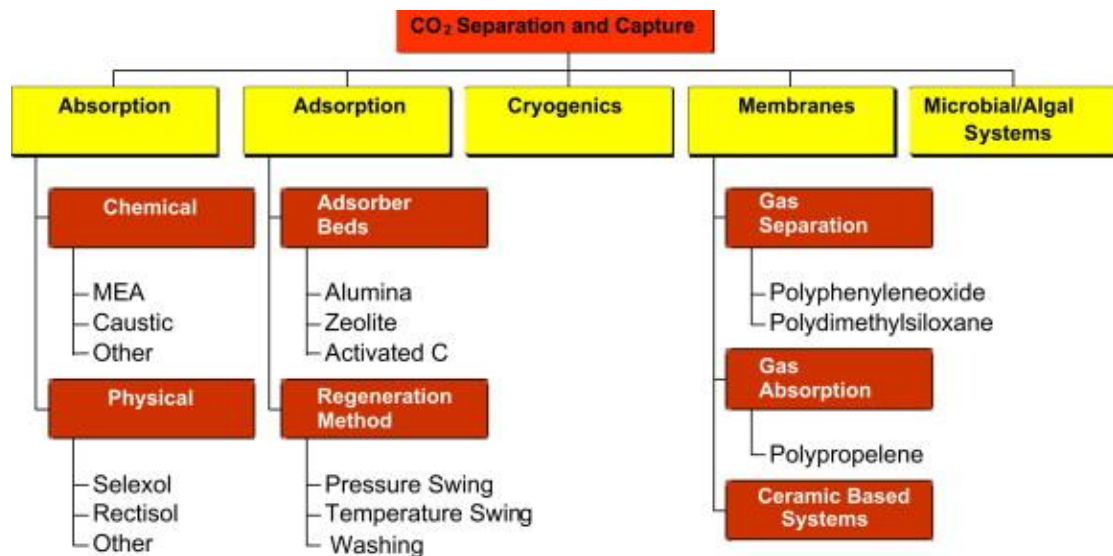 CO₂ Separation and Capture
Absorption
Adsorption
Cryogenics
Membranes
Microbial/Algal
Systems
Chemical
MEA
Caustic
Other
Physical
Selexol
Rectisol
Other
Adsorber
Beds
Alumina
Zeolite
Activated C
Regeneration
Method
Pressure Swing
Temperature Swing
Washing
Gas
Separation
Polyphenyleneoxide
Polydimethylsiloxane
Gas
Absorption
Polypropelene
Ceramic Based
Systems